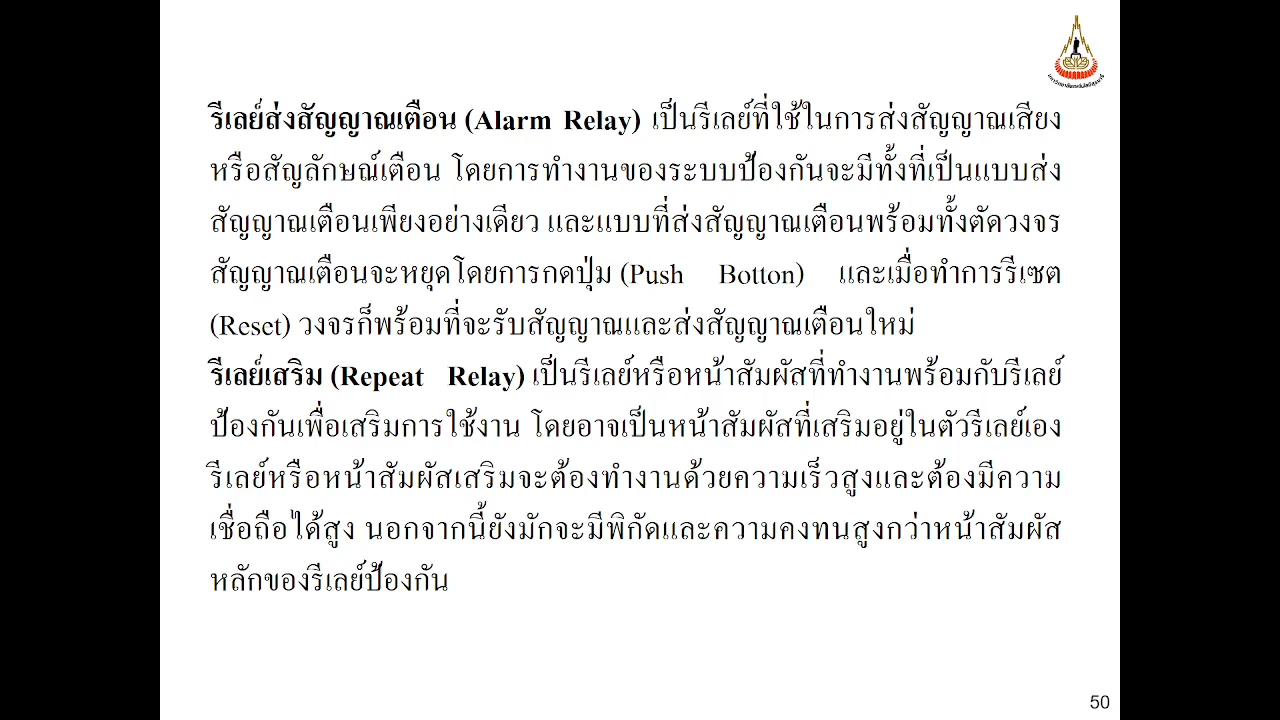 รีเลย์ส่งสัญญาณเตือน (Alarm Relay) เป็นรีเลย์ที่ใช้ในการส่งสัญญาณเสียง
หรือสัญลักษณ์เตือน โดยการทำงานของระบบป้องกันจะมีทั้งที่เป็นแบบส่ง
สัญญาณเตือนเพียงอย่างเดียว และแบบที่ส่งสัญญาณเตือนพร้อมทั้งตัดวงจร
สัญญาณเตือนจะหยุดโดยการกดปุ่ม (Push Botton) และเมื่อทำการรีเซต
(Reset) วงจรก็พร้อมที่จะรับสัญญาณและส่งสัญญาณเตือนใหม่
รีเลย์เสริม (Repeat Relay) เป็นรีเลย์หรือหน้าสัมผัสที่ทำงานพร้อมกับรีเลย์
ป้องกันเพื่อเสริมการใช้งาน โดยอาจเป็นหน้าสัมผัสที่เสริมอยู่ในตัวรีเลย์เอง
รีเลย์หรือหน้าสัมผัสเสริมจะต้องทำงานด้วยความเร็วสูงและต้องมีความ
เชื่อถือได้สูง นอกจากนี้ยังมักจะมีพิกัดและความคงทนสูงกว่าหน้าสัมผัส
หลักของรีเลย์ป้องกัน
50